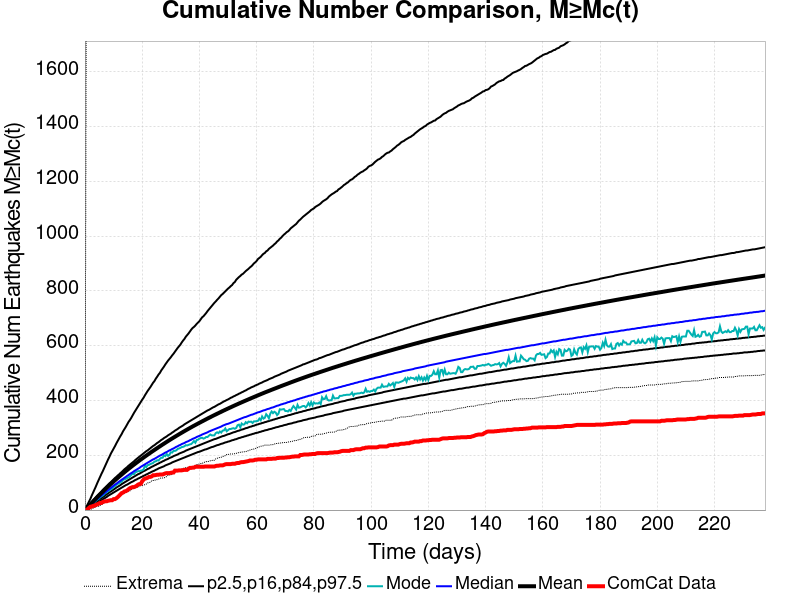 Cumulative Number Comparison, M≥Mc(t)
Cumulative Num Earthquakes M≥Mc(t)
1600
1400
1200
1000
800
600
400
200
0
0 20 40 60 80 100 120 140 160 180 200 220
Time (days)
Extrema p2.5,p16,p84,p97.5 Mode Median Mean ComCat Data